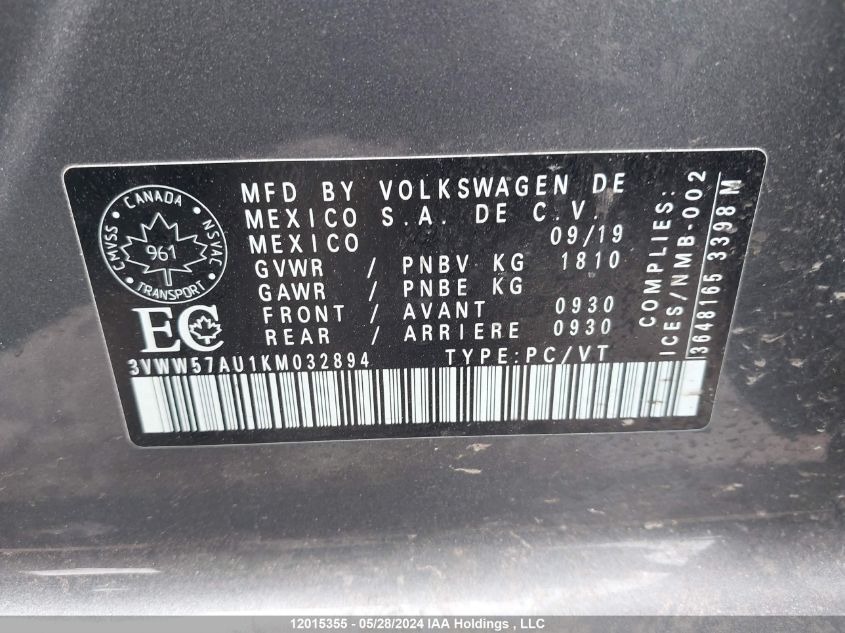 CANADA
CMVSS
NSVAC
961
TRANSPORT
EC
MFD BY VOLKSWAGEN DE
MEXICO S.A. DE C.V.
MEXICO 09/19
GVWR / PNBV KG 1810
GAWR / PNBE KG
FRONT / AVANT 0930
REAR / ARRIERE 0930
3VWW57AU1KM032894 TYPE:PC/VT
COMPLIES:
ICES/NMB-002
3648165 3398 M
12015355 - 05/28/2024 IAA Holdings , LLC